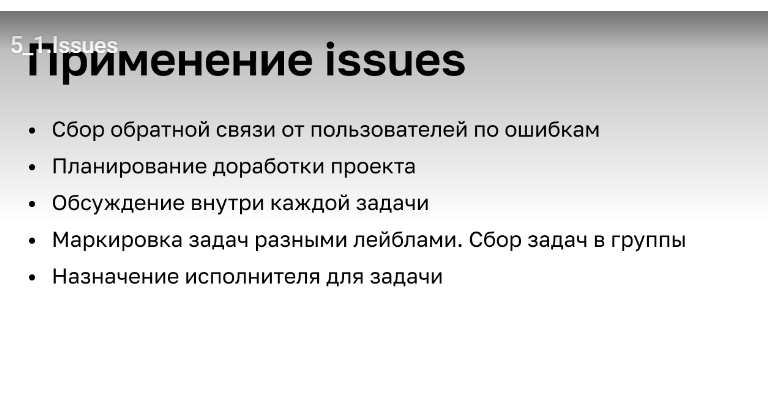 5_1.Issues
Применение issues
• Сбор обратной связи от пользователей по ошибкам
• Планирование доработки проекта
• Обсуждение внутри каждой задачи
• Маркировка задач разными лейблами. Сбор задач в группы
• Назначение исполнителя для задачи